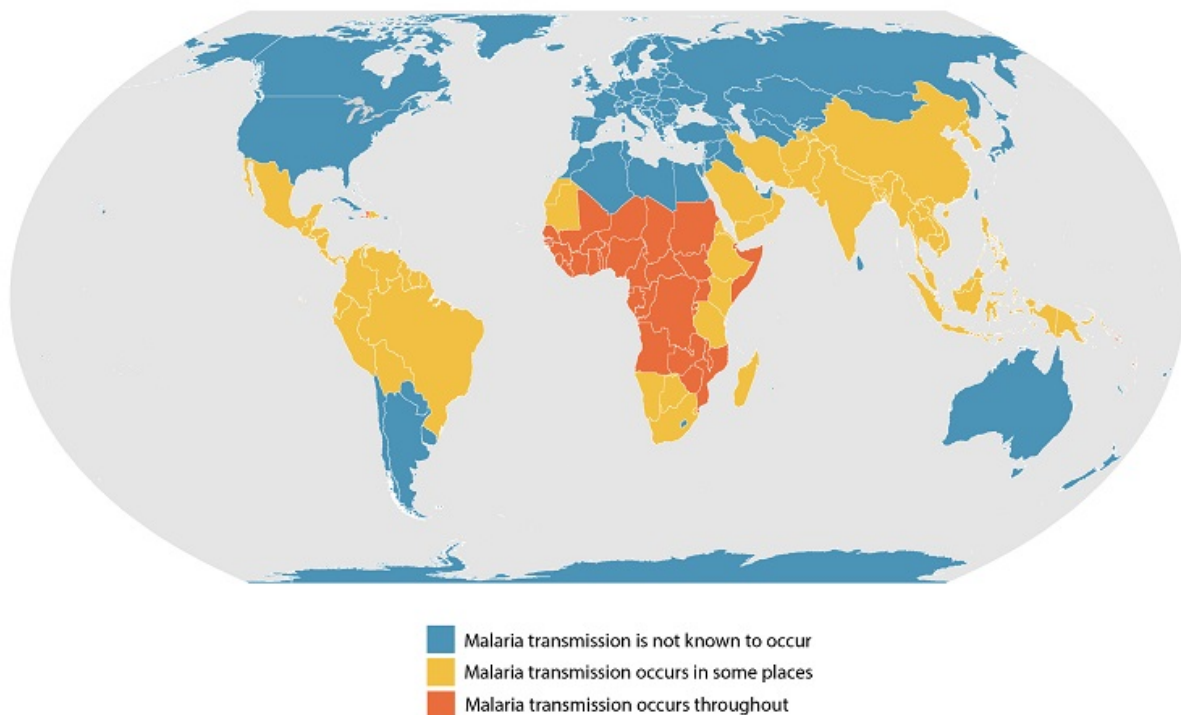 Malaria transmission is not known to occur
Malaria transmission occurs in some places
Malaria transmission occurs throughout